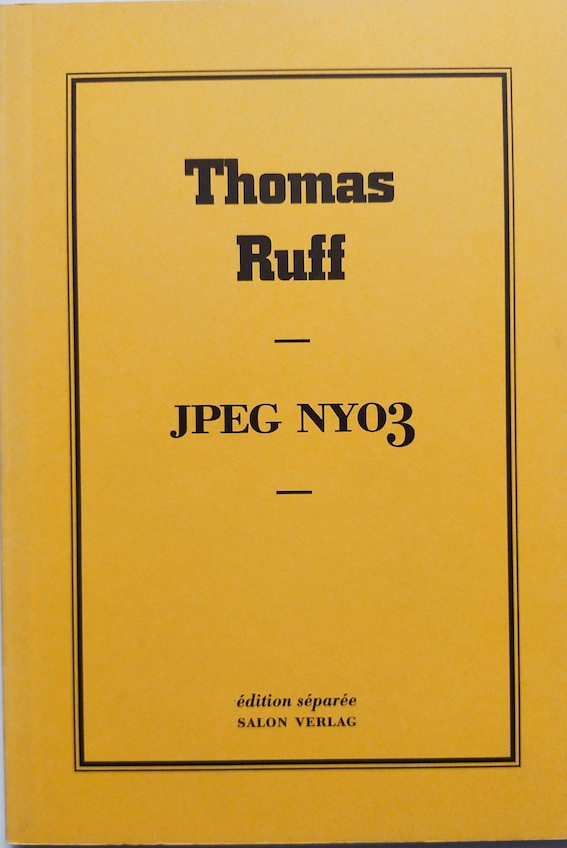 Thomas
Ruff
—
JPEG NY03
—
édition séparée
SALON VERLAG